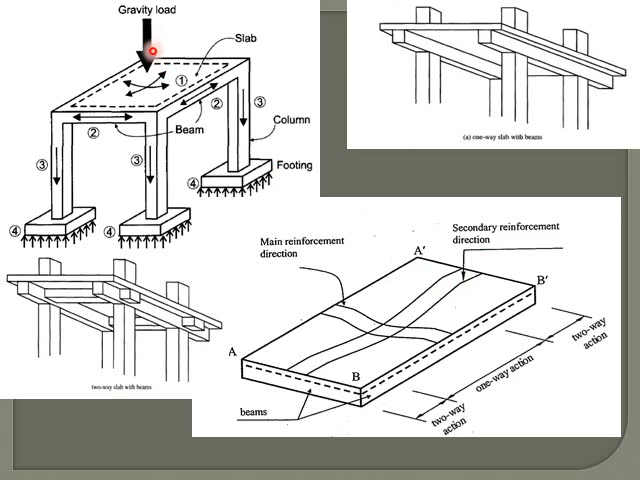 Gravity load
Slab
①
②
②
Beam
③
③
③
Column
Footing
④
④
④
(a) one-way slab with beams
two-way slab with beams
Main reinforcement
direction
Secondary reinforcement
direction
A'
B'
A
B
beams
two-way
action
one-way action
two-way
action